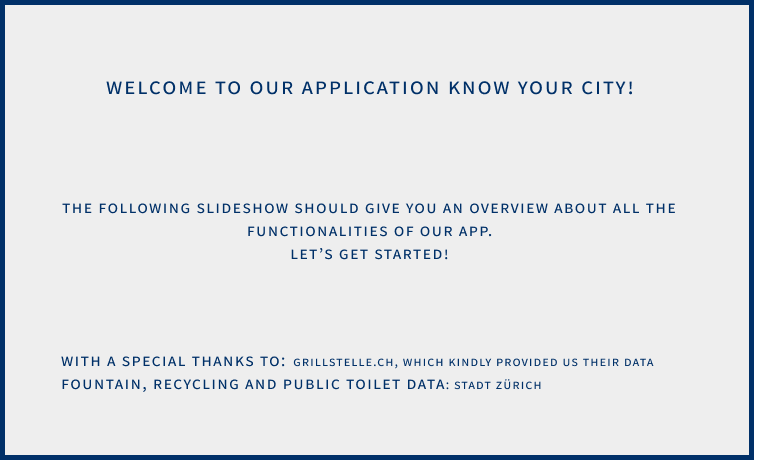 WELCOME TO OUR APPLICATION KNOW YOUR CITY!
THE FOLLOWING SLIDESHOW SHOULD GIVE YOU AN OVERVIEW ABOUT ALL THE
FUNCTIONALITIES OF OUR APP.
LET'S GET STARTED!
WITH A SPECIAL THANKS TO: GRILLSTELLE.CH, WHICH KINDLY PROVIDED US THEIR DATA
FOUNTAIN, RECYCLING AND PUBLIC TOILET DATA: STADT ZÜRICH